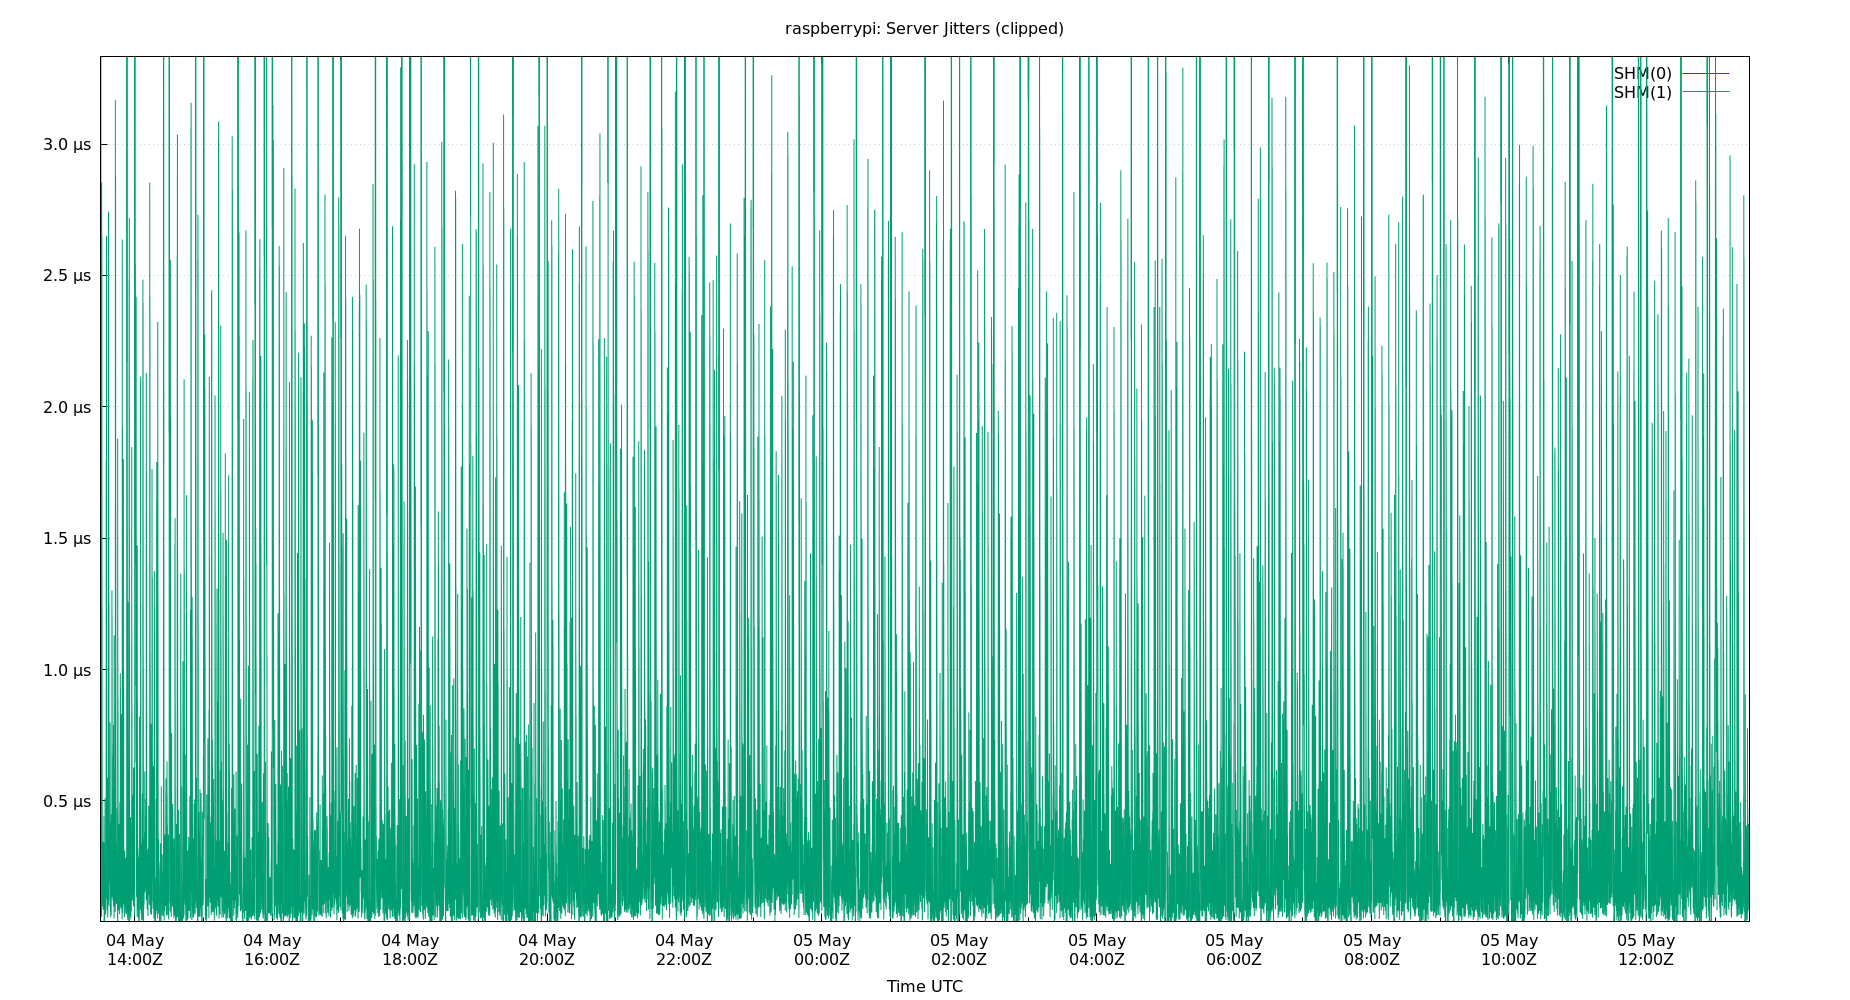 raspberrypi: Server Jitters (clipped)
SHM(0)
SHM(1)
3.0 µs
2.5 µs
2.0 µs
1.5 µs
1.0 µs
0.5 µs
04 May 04 May 04 May 04 May 04 May 05 May 05 May 05 May 05 May 05 May 05 May 05 May
14:00Z 16:00Z 18:00Z 20:00Z 22:00Z 00:00Z 02:00Z 04:00Z 06:00Z 08:00Z 10:00Z 12:00Z
Time UTC